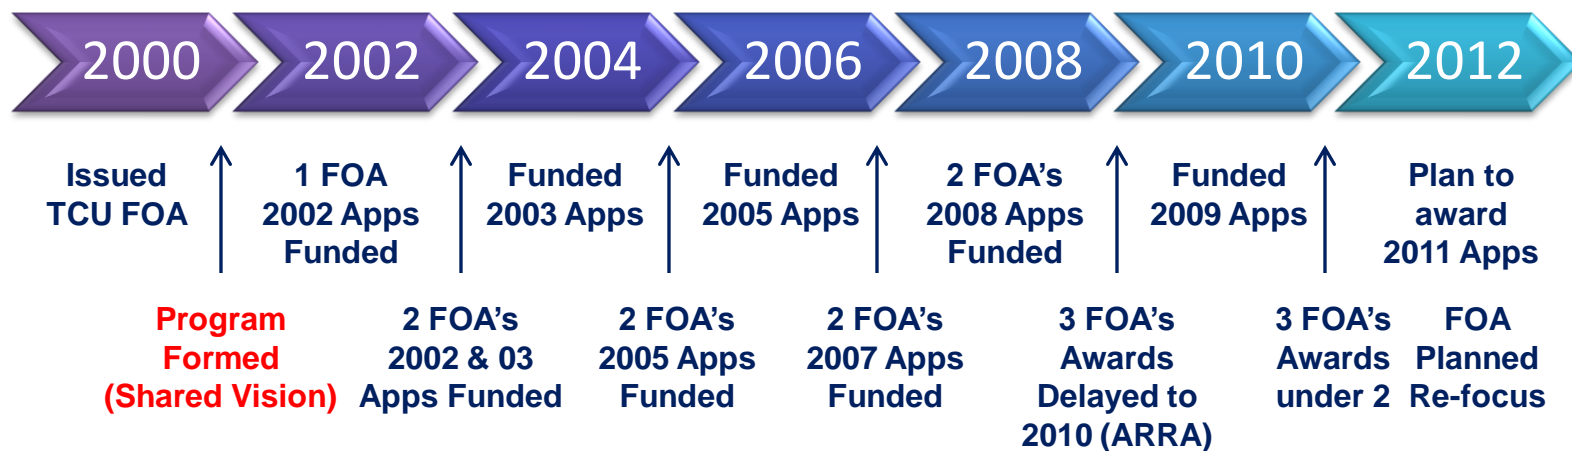 2000
2002
2004
2006
2008
2010
2012
Issued
TCU FOA
1 FOA
2002 Apps
Funded
Funded
2003 Apps
Funded
2005 Apps
2 FOA’s
2008 Apps
Funded
Funded
2009 Apps
Plan to
award
2011 Apps
Program
Formed
(Shared Vision)
2 FOA’s
2002 & 03
Apps Funded
2 FOA’s
2005 Apps
Funded
2 FOA’s
2007 Apps
Funded
3 FOA’s
Awards
Delayed to
2010 (ARRA)
3 FOA’s
Awards
under 2
FOA
Planned
Re-focus